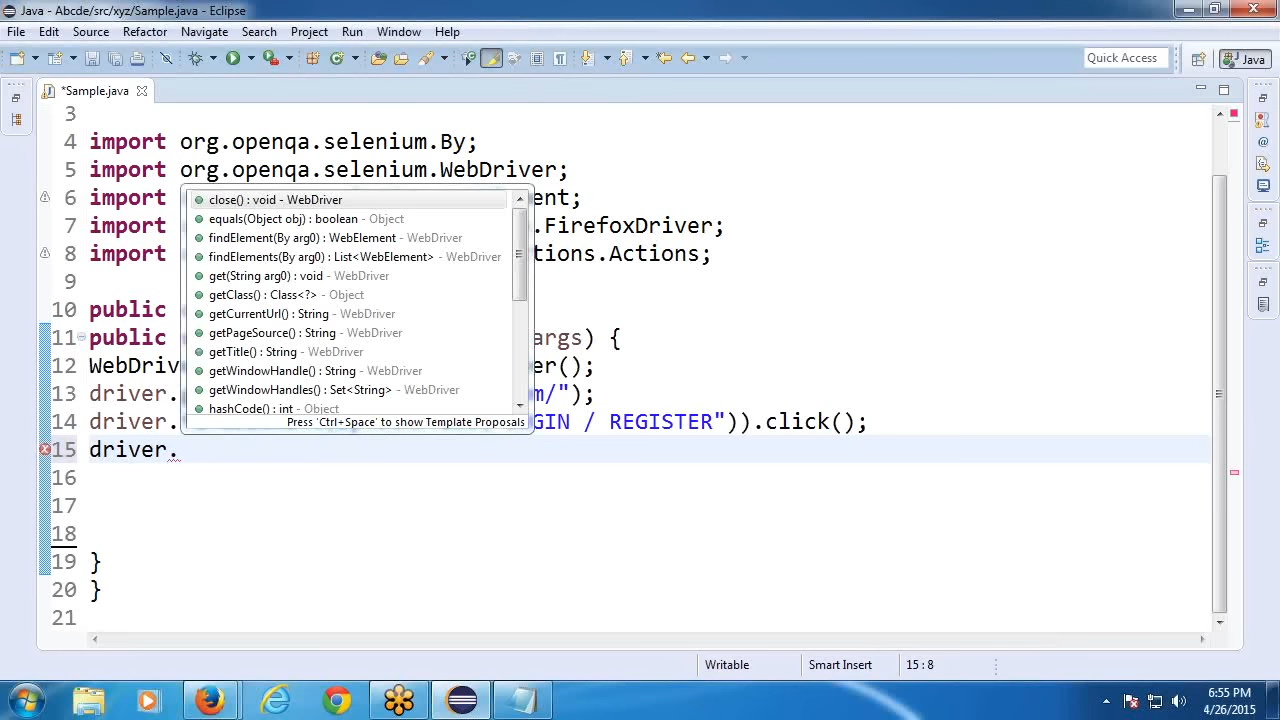 Java - Abcde/src/xyz/Sample.java - Eclipse
File Edit Source Refactor Navigate Search Project Run Window Help
Quick Access
Java
*Sample.java
3
4 import org.openqa.selenium.By;
5 import org.openqa.selenium.WebDriver;
6 import ent;
7 import .FirefoxDriver;
8 import tions.Actions;
9
10 public
11 public args) {
12 WebDriv er();
13 driver. m/");
14 driver. GIN / REGISTER")).click();
15 driver.
close() : void - WebDriver
equals(Object obj) : boolean - Object
findElement(By arg0) : WebElement - WebDriver
findElements(By arg0) : List<WebElement> - WebDriver
get(String arg0) : void - WebDriver
getClass() : Class<?> - Object
getCurrentUrl() : String - WebDriver
getPageSource() : String - WebDriver
getTitle() : String - WebDriver
getWindowHandle() : String - WebDriver
getWindowHandles() : Set<String> - WebDriver
hashCode() : int - Object
Press 'Ctrl+Space' to show Template Proposals
16
17
18
19 }
20 }
21
Writable Smart Insert 15 : 8
6:55 PM
4/26/2015